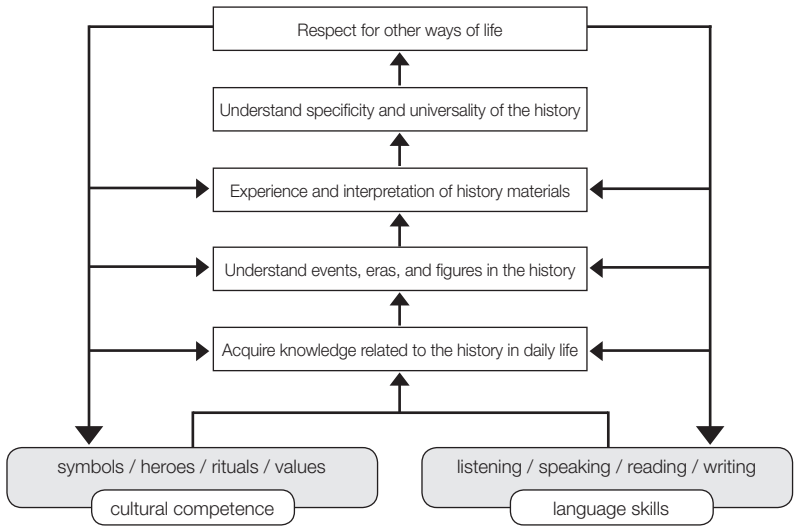 Respect for other ways of life
Understand specificity and universality of the history
Experience and interpretation of history materials
Understand events, eras, and figures in the history
Acquire knowledge related to the history in daily life
symbols / heroes / rituals / values
cultural competence
listening / speaking / reading / writing
language skills